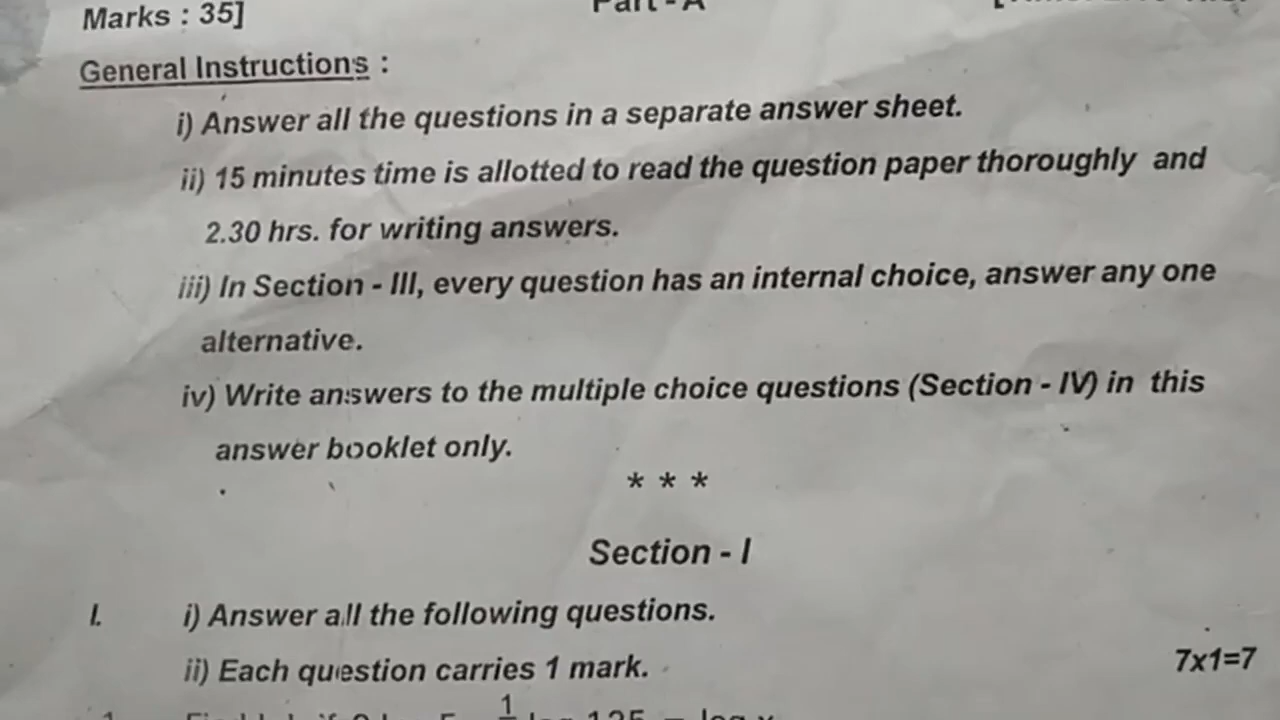 Marks : 35] Part - A
General Instructions :
i) Answer all the questions in a separate answer sheet.
ii) 15 minutes time is allotted to read the question paper thoroughly and
2.30 hrs. for writing answers.
iii) In Section - III, every question has an internal choice, answer any one
alternative.
iv) Write answers to the multiple choice questions (Section - IV) in this
answer booklet only.
* * *
Section - I
I. i) Answer all the following questions.
ii) Each question carries 1 mark. 7x1=7